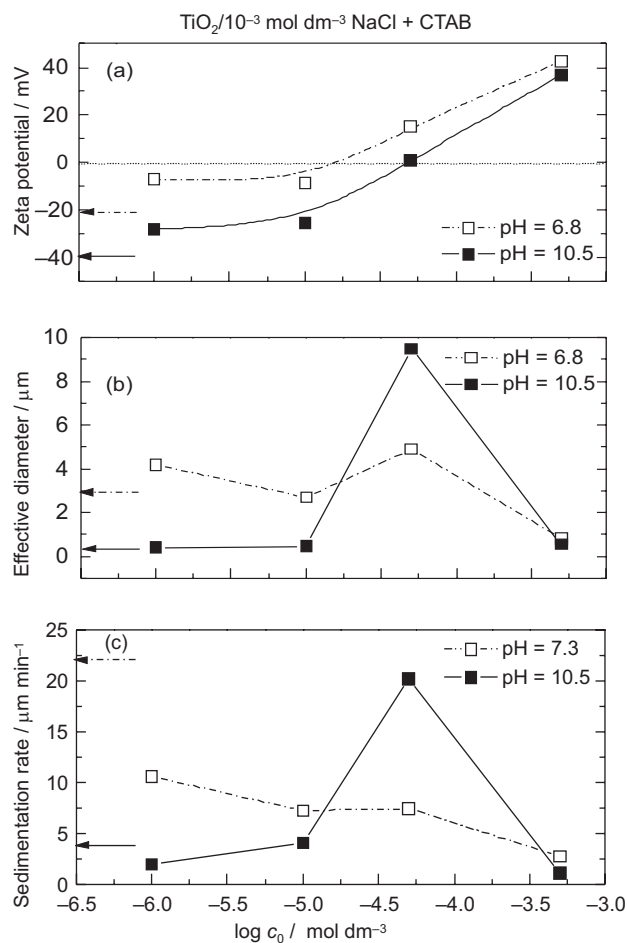 TiO₂/10⁻³ mol dm⁻³ NaCl + CTAB
(a)
40
20
0
−20
−40
Zeta potential / mV
pH = 6.8
pH = 10.5
(b)
10
8
6
4
2
0
Effective diameter / μm
pH = 6.8
pH = 10.5
(c)
25
20
15
10
5
0
Sedimentation rate / μm min⁻¹
pH = 7.3
pH = 10.5
−6.5 −6.0 −5.5 −5.0 −4.5 −4.0 −3.5 −3.0
log c₀ / mol dm⁻³